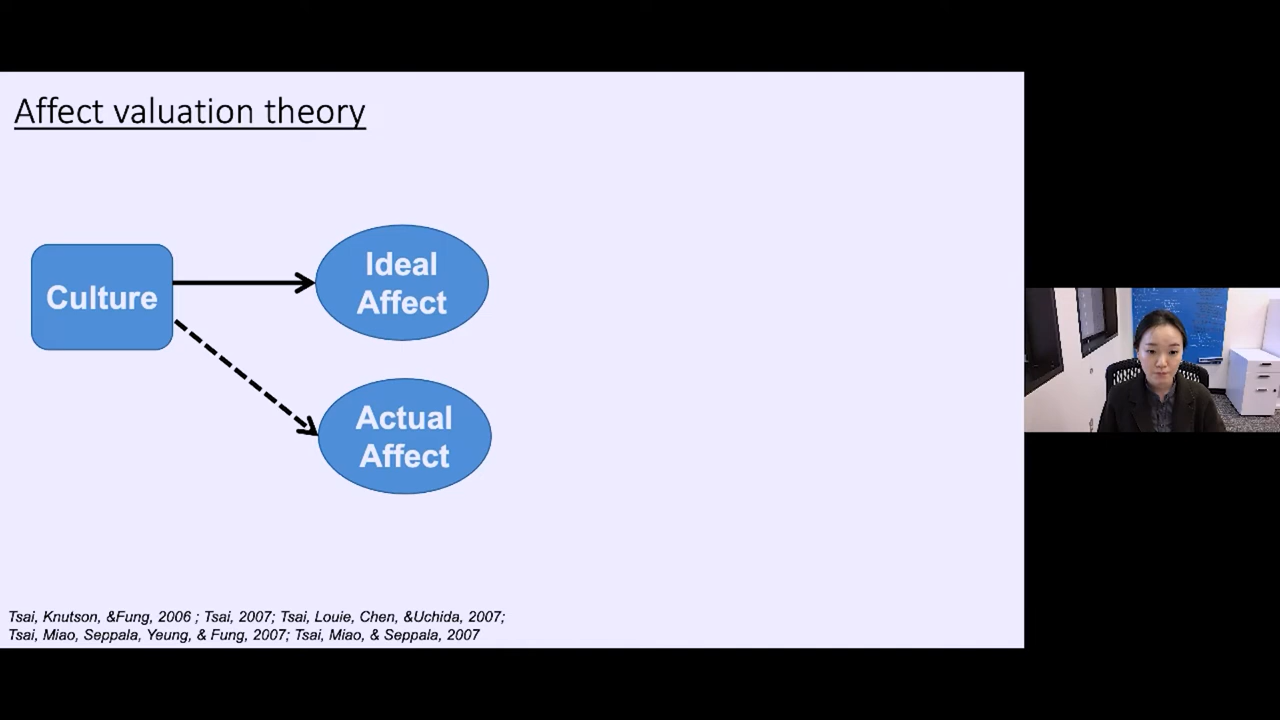 Affect valuation theory
Culture
Ideal
Affect
Actual
Affect
Tsai, Knutson, &Fung, 2006 ; Tsai, 2007; Tsai, Louie, Chen, &Uchida, 2007;
Tsai, Miao, Seppala, Yeung, & Fung, 2007; Tsai, Miao, & Seppala, 2007